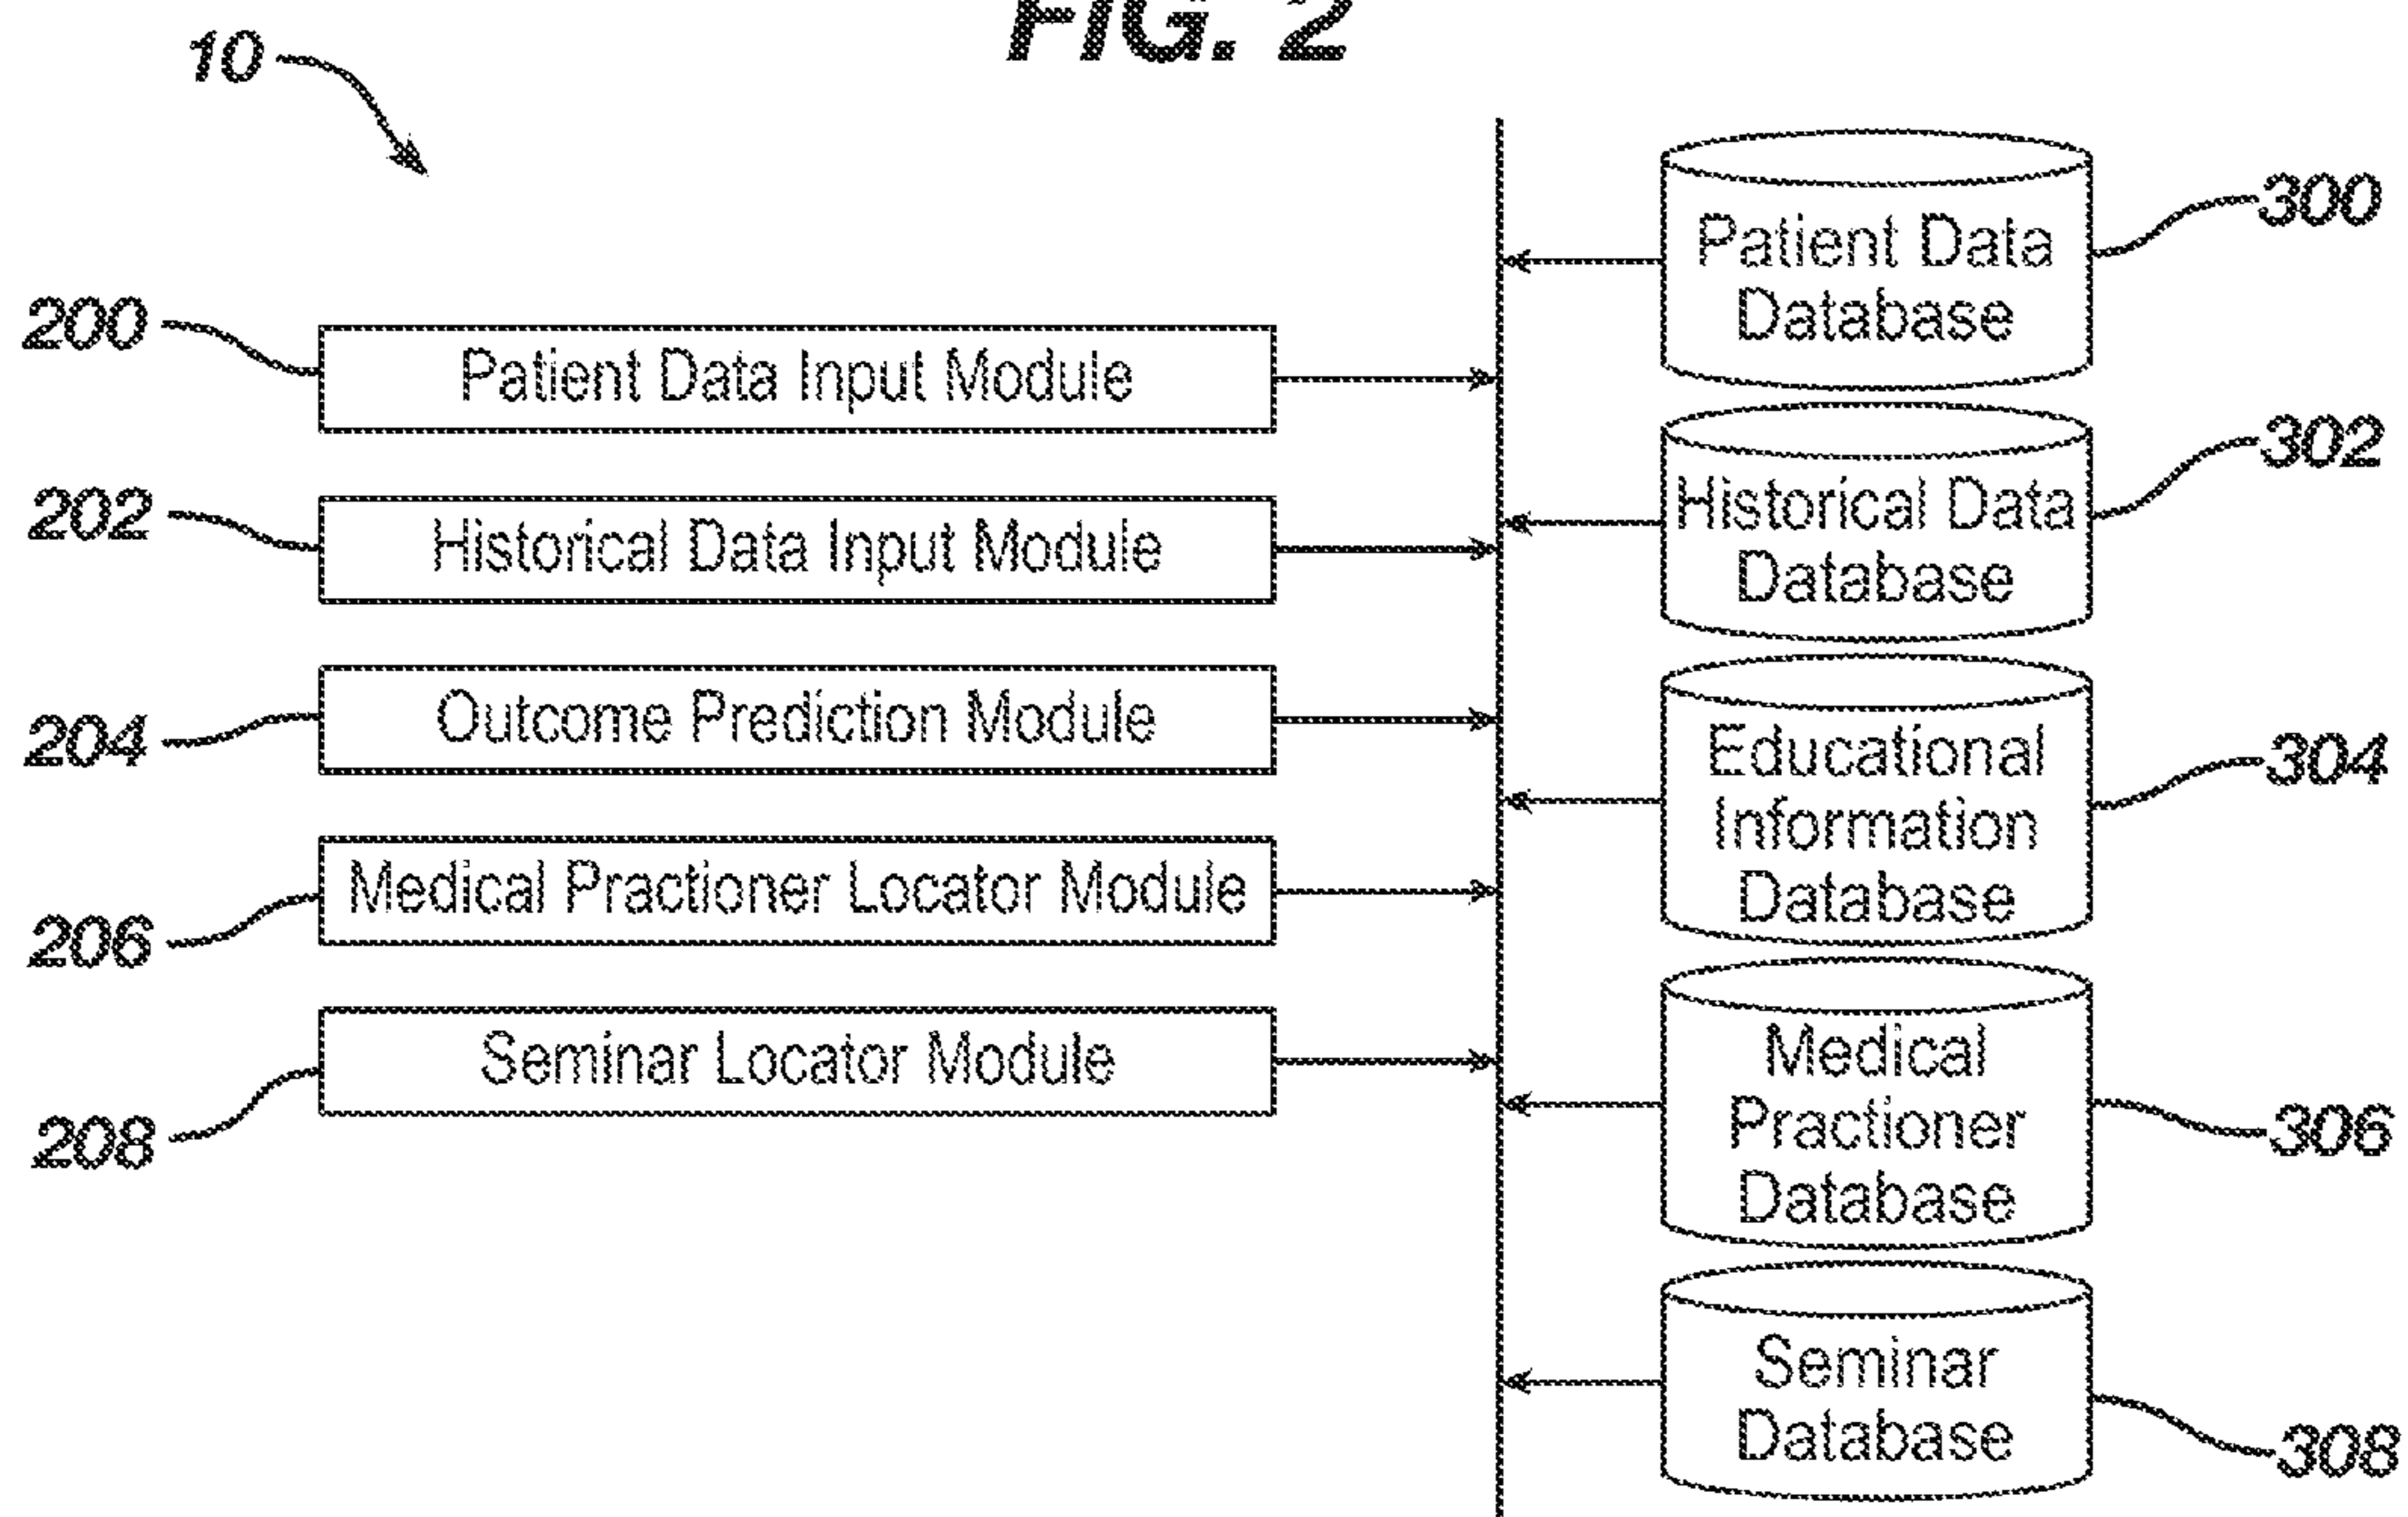 FIG. 2
10
200
Patient Data Input Module
202
Historical Data Input Module
204
Outcome Prediction Module
206
Medical Practioner Locator Module
208
Seminar Locator Module
Patient Data
Database
300
Historical Data
Database
302
Educational
Information
Database
304
Medical
Practioner
Database
306
Seminar
Database
308